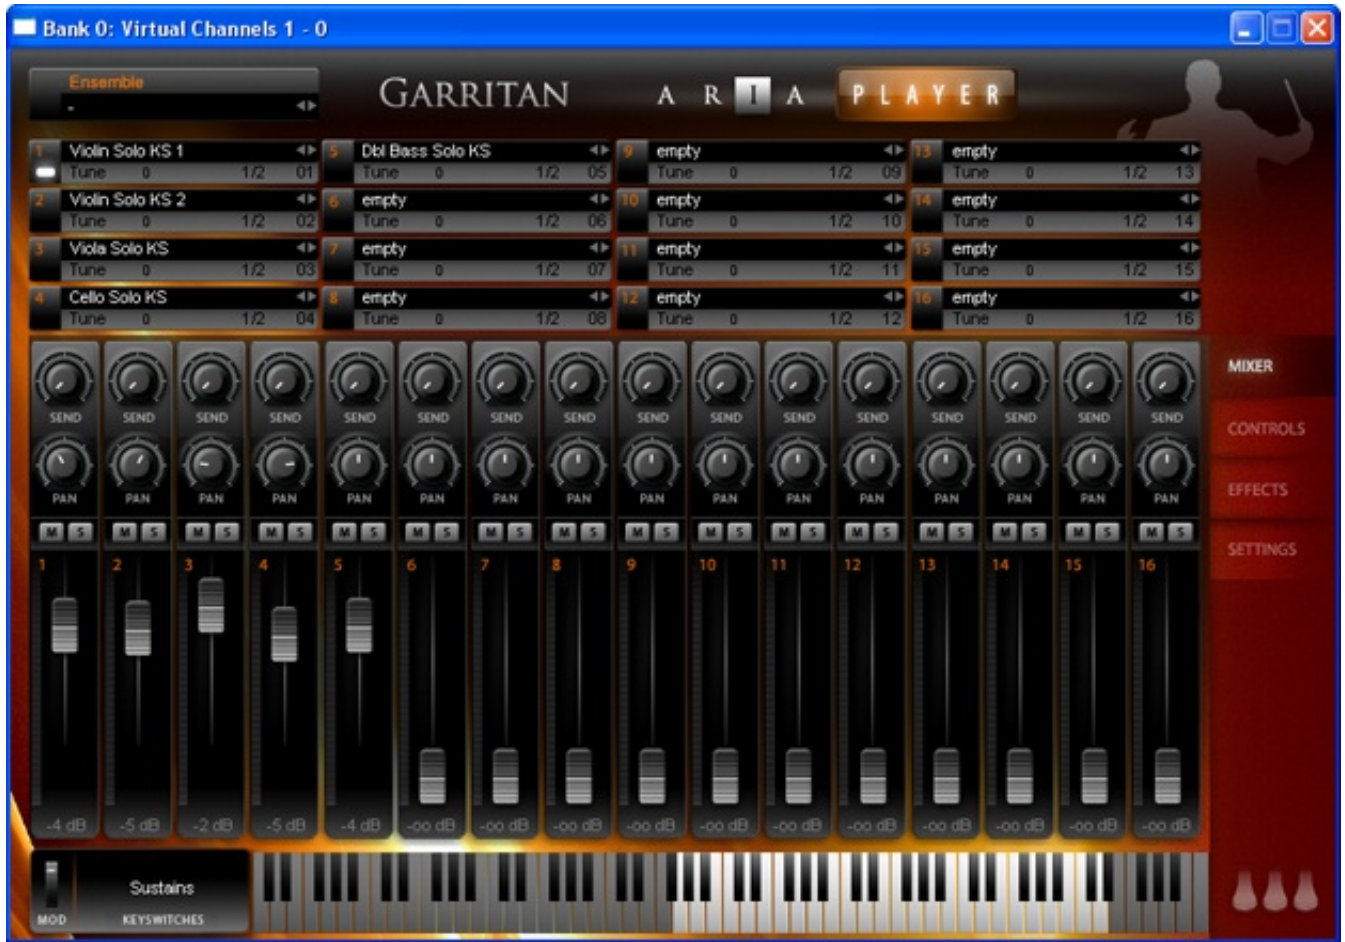 Bank 0: Virtual Channels 1 - 0
Ensemble
-
GARRITAN ARIA PLAYER
1 Violin Solo KS 1
Tune 0 1/2 01
5 Dbl Bass Solo KS
Tune 0 1/2 05
9 empty
Tune 0 1/2 09
13 empty
Tune 0 1/2 13
2 Violin Solo KS 2
Tune 0 1/2 02
6 empty
Tune 0 1/2 06
10 empty
Tune 0 1/2 10
14 empty
Tune 0 1/2 14
3 Viola Solo KS
Tune 0 1/2 03
7 empty
Tune 0 1/2 07
11 empty
Tune 0 1/2 11
15 empty
Tune 0 1/2 15
4 Cello Solo KS
Tune 0 1/2 04
8 empty
Tune 0 1/2 08
12 empty
Tune 0 1/2 12
16 empty
Tune 0 1/2 16
SEND SEND SEND SEND SEND SEND SEND SEND SEND SEND SEND SEND SEND SEND SEND SEND
PAN PAN PAN PAN PAN PAN PAN PAN PAN PAN PAN PAN PAN PAN PAN PAN
M S M S M S M S M S M S M S M S M S M S M S M S M S M S M S M S
1 2 3 4 5 6 7 8 9 10 11 12 13 14 15 16
-4 dB -5 dB -2 dB -5 dB -4 dB -oo dB -oo dB -oo dB -oo dB -oo dB -oo dB -oo dB -oo dB -oo dB -oo dB -oo dB
MIXER
CONTROLS
EFFECTS
SETTINGS
Sustains
MOD KEYSWITCHES